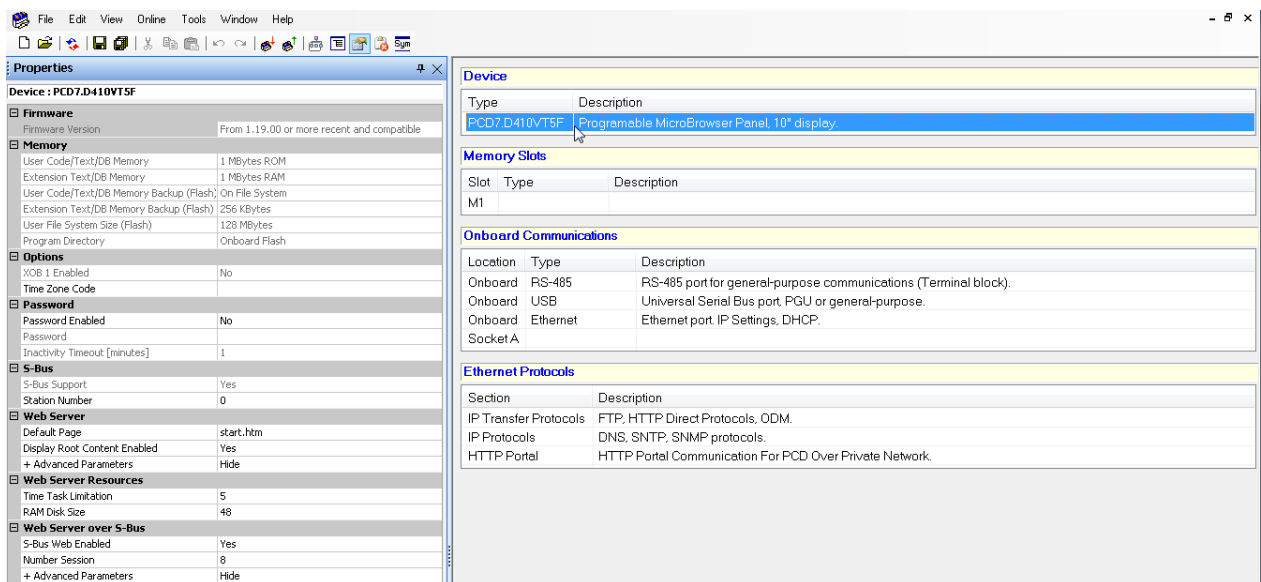 File Edit View Online Tools Window Help
Sym
Properties
Device : PCD7.D410VT5F
Firmware
Firmware Version From 1.19.00 or more recent and compatible
Memory
User Code/Text/DB Memory 1 MBytes ROM
Extension Text/DB Memory 1 MBytes RAM
User Code/Text/DB Memory Backup (Flash) On File System
Extension Text/DB Memory Backup (Flash) 256 KBytes
User File System Size (Flash) 128 MBytes
Program Directory Onboard Flash
Options
XOB 1 Enabled No
Time Zone Code
Password
Password Enabled No
Password
Inactivity Timeout [minutes] 1
S-Bus
S-Bus Support Yes
Station Number 0
Web Server
Default Page start.htm
Display Root Content Enabled Yes
+ Advanced Parameters Hide
Web Server Resources
Time Task Limitation 5
RAM Disk Size 48
Web Server over S-Bus
S-Bus Web Enabled Yes
Number Session 8
+ Advanced Parameters Hide
Device
Type Description
PCD7.D410VT5F Programable MicroBrowser Panel, 10" display.
Memory Slots
Slot Type Description
M1
Onboard Communications
Location Type Description
Onboard RS-485 RS-485 port for general-purpose communications (Terminal block).
Onboard USB Universal Serial Bus port, PGU or general-purpose.
Onboard Ethernet Ethernet port. IP Settings, DHCP.
Socket A
Ethernet Protocols
Section Description
IP Transfer Protocols FTP, HTTP Direct Protocols, ODM.
IP Protocols DNS, SNTP, SNMP protocols.
HTTP Portal HTTP Portal Communication For PCD Over Private Network.